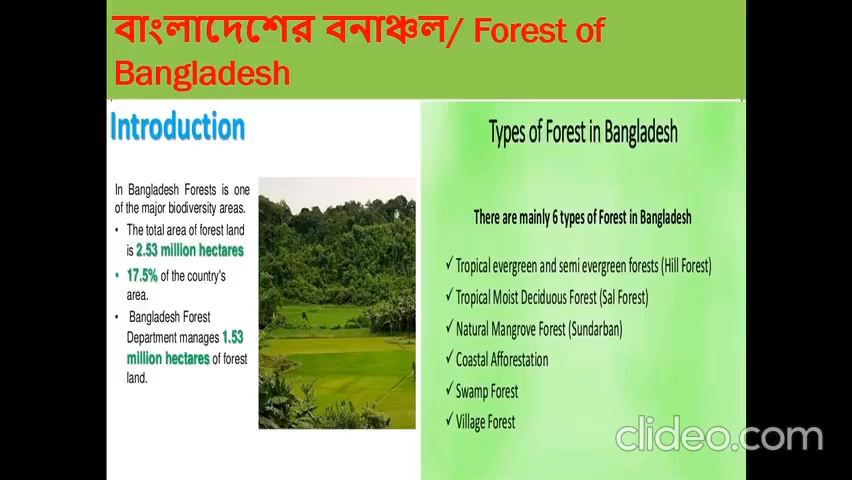 বাংলাদেশের বনাঞ্চল/ Forest of
Bangladesh
Introduction
In Bangladesh Forests is one
of the major biodiversity areas.
• The total area of forest land
is 2.53 million hectares
• 17.5% of the country's
area.
• Bangladesh Forest
Department manages 1.53
million hectares of forest
land.
Types of Forest in Bangladesh
There are mainly 6 types of Forest in Bangladesh
✓Tropical evergreen and semi evergreen forests (Hill Forest)
✓Tropical Moist Deciduous Forest (Sal Forest)
✓Natural Mangrove Forest (Sundarban)
✓Coastal Afforestation
✓Swamp Forest
✓Village Forest
clideo.com